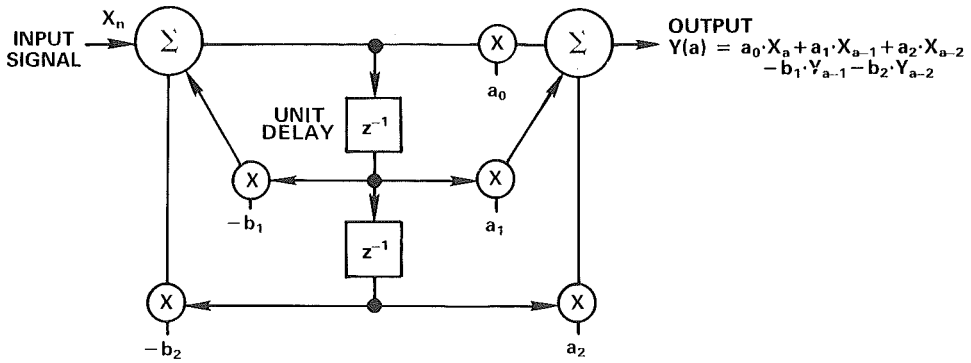 INPUT
SIGNAL
Xₙ
Σ
X
a₀
Σ
OUTPUT
Y(a) = a₀·Xₐ+a₁·Xₐ₋₁+a₂·Xₐ₋₂
−b₁·Yₐ₋₁−b₂·Yₐ₋₂
UNIT
DELAY
z⁻¹
X
−b₁
X
a₁
z⁻¹
X
−b₂
X
a₂